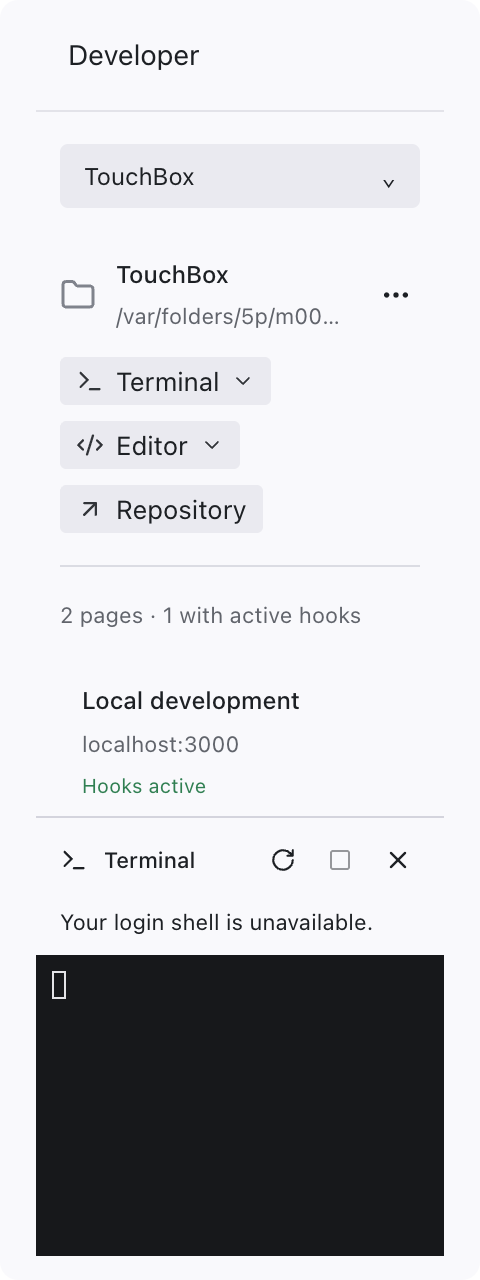 Developer
TouchBox
TouchBox
/var/folders/5p/m00...
Terminal
Editor
Repository
2 pages · 1 with active hooks
Local development
localhost:3000
Hooks active
Terminal
Your login shell is unavailable.